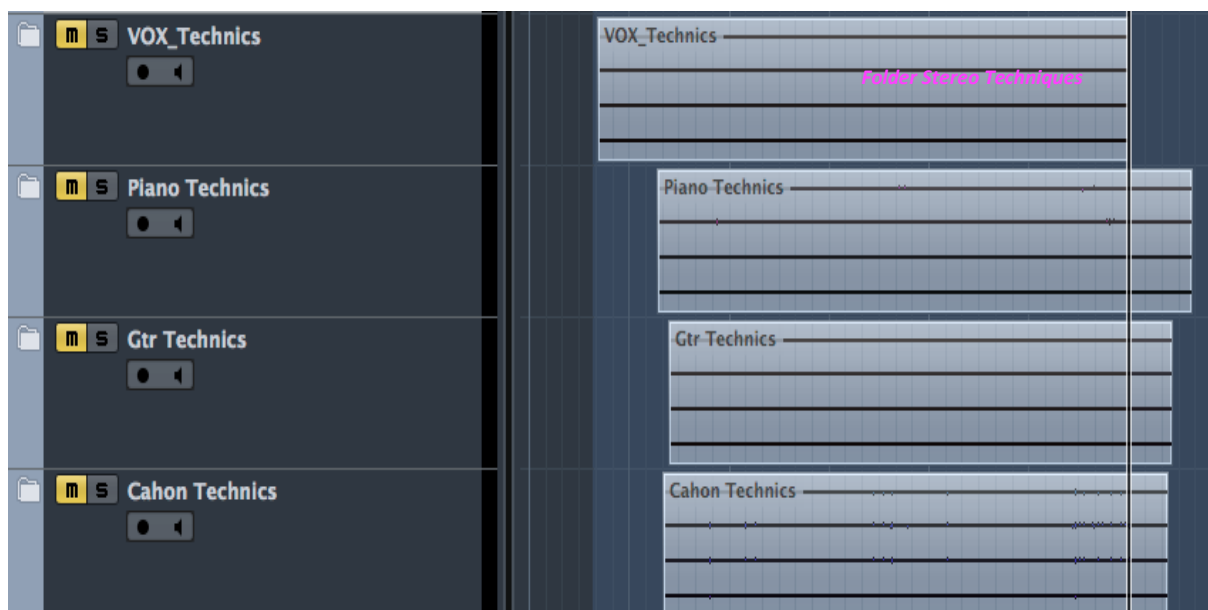 m S VOX_Technics
VOX_Technics
Folder Stereo Techniques
m S Piano Technics
Piano Technics
m S Gtr Technics
Gtr Technics
m S Cahon Technics
Cahon Technics